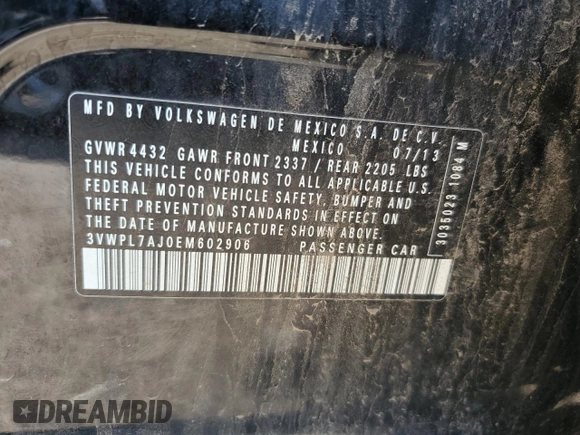 MFD BY VOLKSWAGEN DE MEXICO S.A. DE C.V.
MEXICO 07/13
GVWR 4432 GAWR FRONT 2337 / REAR 2205 LBS
THIS VEHICLE CONFORMS TO ALL APPLICABLE U.S.
FEDERAL MOTOR VEHICLE SAFETY, BUMPER AND
THEFT PREVENTION STANDARDS IN EFFECT ON
THE DATE OF MANUFACTURE SHOWN ABOVE.
3VWPL7AJ0EM602906 PASSENGER CAR
3035023 1084 M
DREAMBID